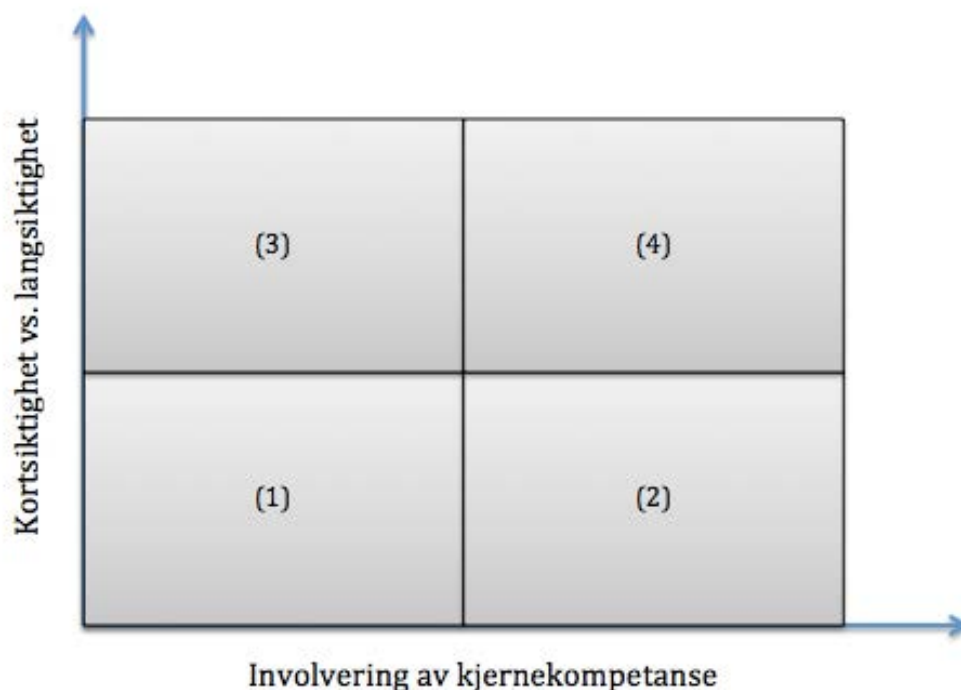 Kortsiktighet vs. langsiktighet
(3)
(4)
(1)
(2)
Involvering av kjernekompetanse